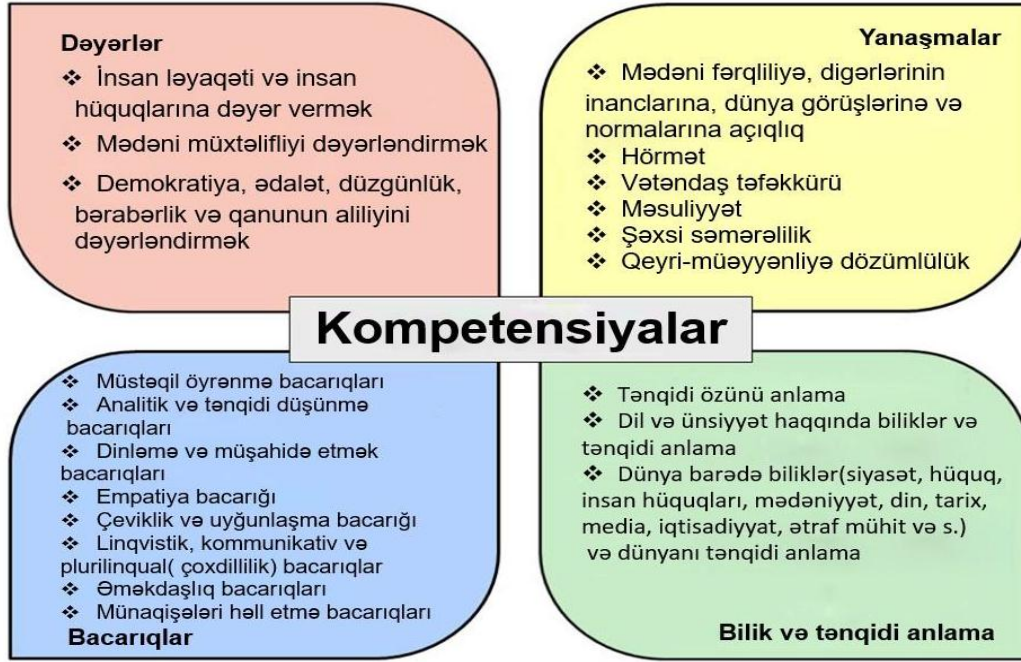 Dəyərlər
❖ İnsan ləyaqəti və insan
hüquqlarına dəyər vermək
❖ Mədəni müxtəlifliyi dəyərləndirmək
❖ Demokratiya, ədalət, düzgünlük,
bərabərlik və qanunun aliliyini
dəyərləndirmək
Yanaşmalar
❖ Mədəni fərqliliyə, digərlərinin
inanclarına, dünya görüşlərinə və
normalarına açıqlıq
❖ Hörmət
❖ Vətəndaş təfəkkürü
❖ Məsuliyyət
❖ Şəxsi səmərəlilik
❖ Qeyri-müəyyənliyə dözümlülük
Kompetensiyalar
❖ Müstəqil öyrənmə bacarıqları
❖ Analitik və tənqidi düşünmə
bacarıqları
❖ Dinləmə və müşahidə etmək
bacarıqları
❖ Empatiya bacarığı
❖ Çeviklik və uyğunlaşma bacarığı
❖ Linqvistik, kommunikativ və
plurilinqual( çoxdillilik) bacarıqlar
❖ Əməkdaşlıq bacarıqları
❖ Münaqişələri həll etmə bacarıqları
Bacarıqlar
❖ Tənqidi özünü anlama
❖ Dil və ünsiyyət haqqında biliklər və
tənqidi anlama
❖ Dünya barədə biliklər(siyasət, hüquq,
insan hüquqları, mədəniyyət, din, tarix,
media, iqtisadiyyat, ətraf mühit və s.)
və dünyanı tənqidi anlama
Bilik və tənqidi anlama